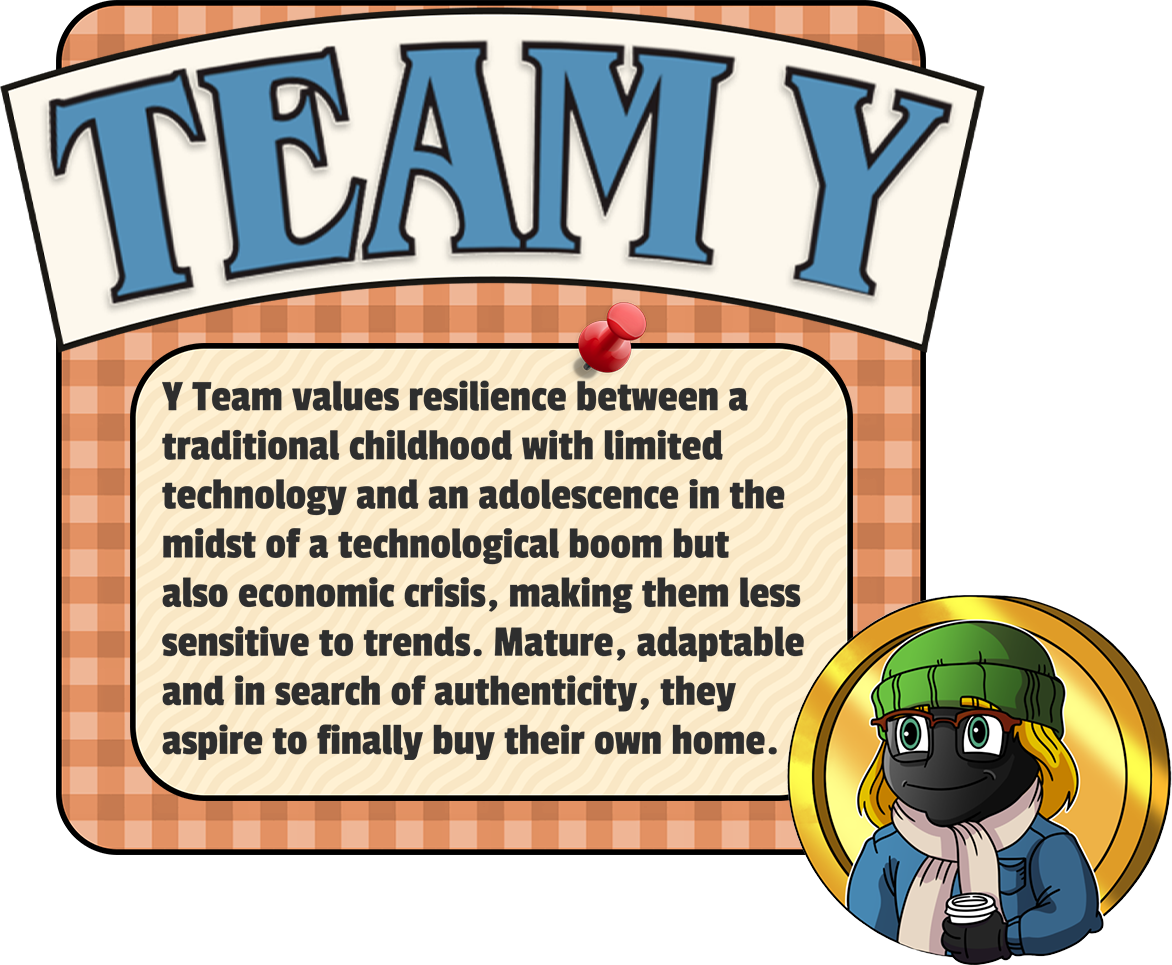 TEAM Y
Y Team values resilience between a
traditional childhood with limited
technology and an adolescence in the
midst of a technological boom but
also economic crisis, making them less
sensitive to trends. Mature, adaptable
and in search of authenticity, they
aspire to finally buy their own home.